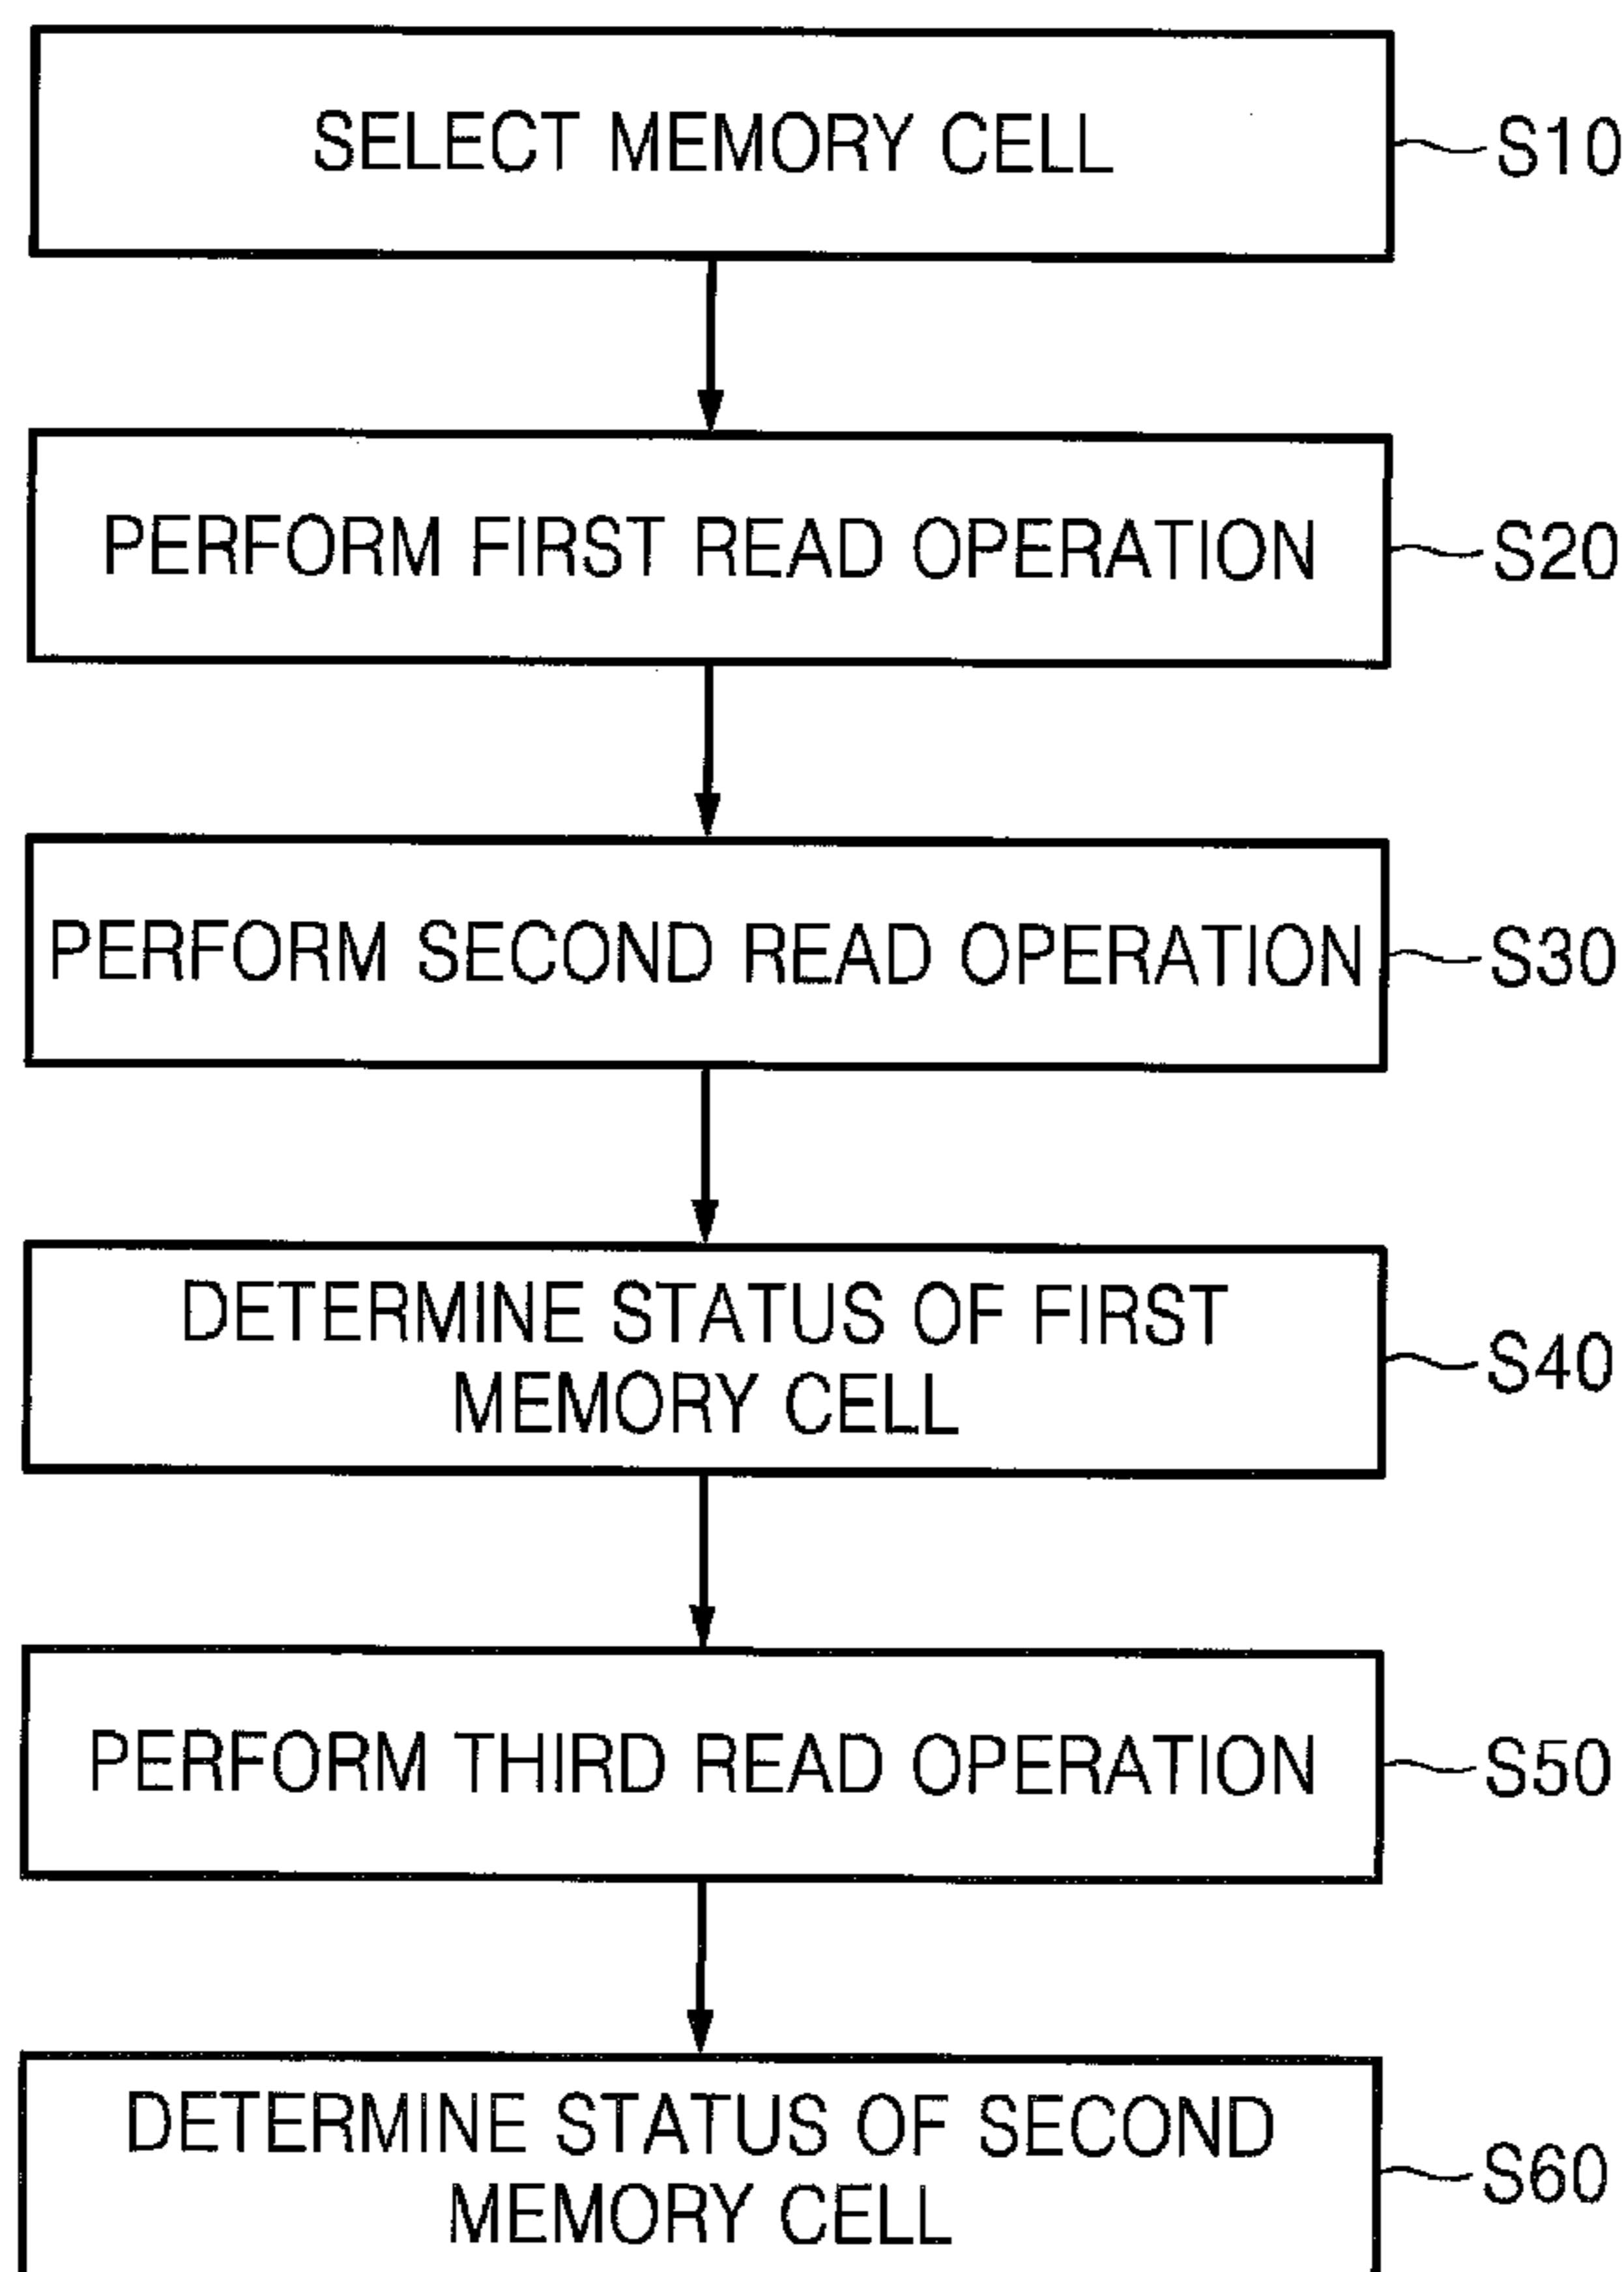 SELECT MEMORY CELL
S10
PERFORM FIRST READ OPERATION
S20
PERFORM SECOND READ OPERATION
S30
DETERMINE STATUS OF FIRST
MEMORY CELL
S40
PERFORM THIRD READ OPERATION
S50
DETERMINE STATUS OF SECOND
MEMORY CELL
S60